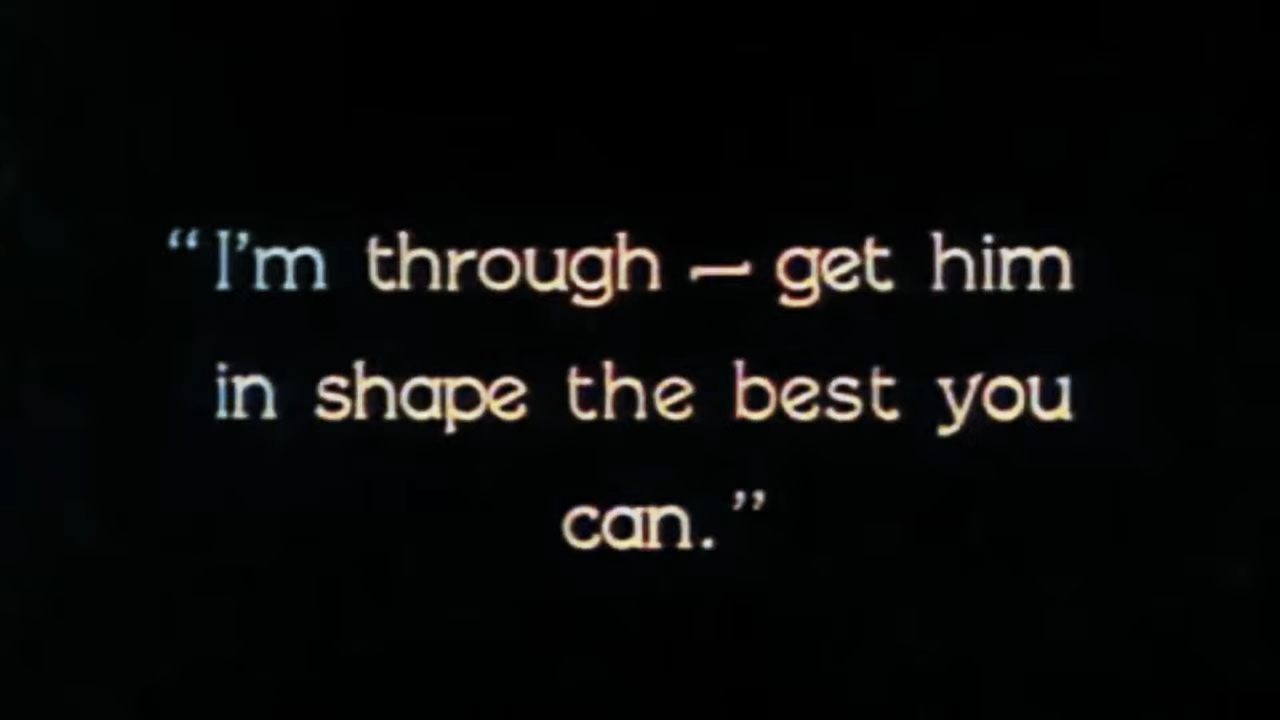 “I’m through — get him
in shape the best you
can.”